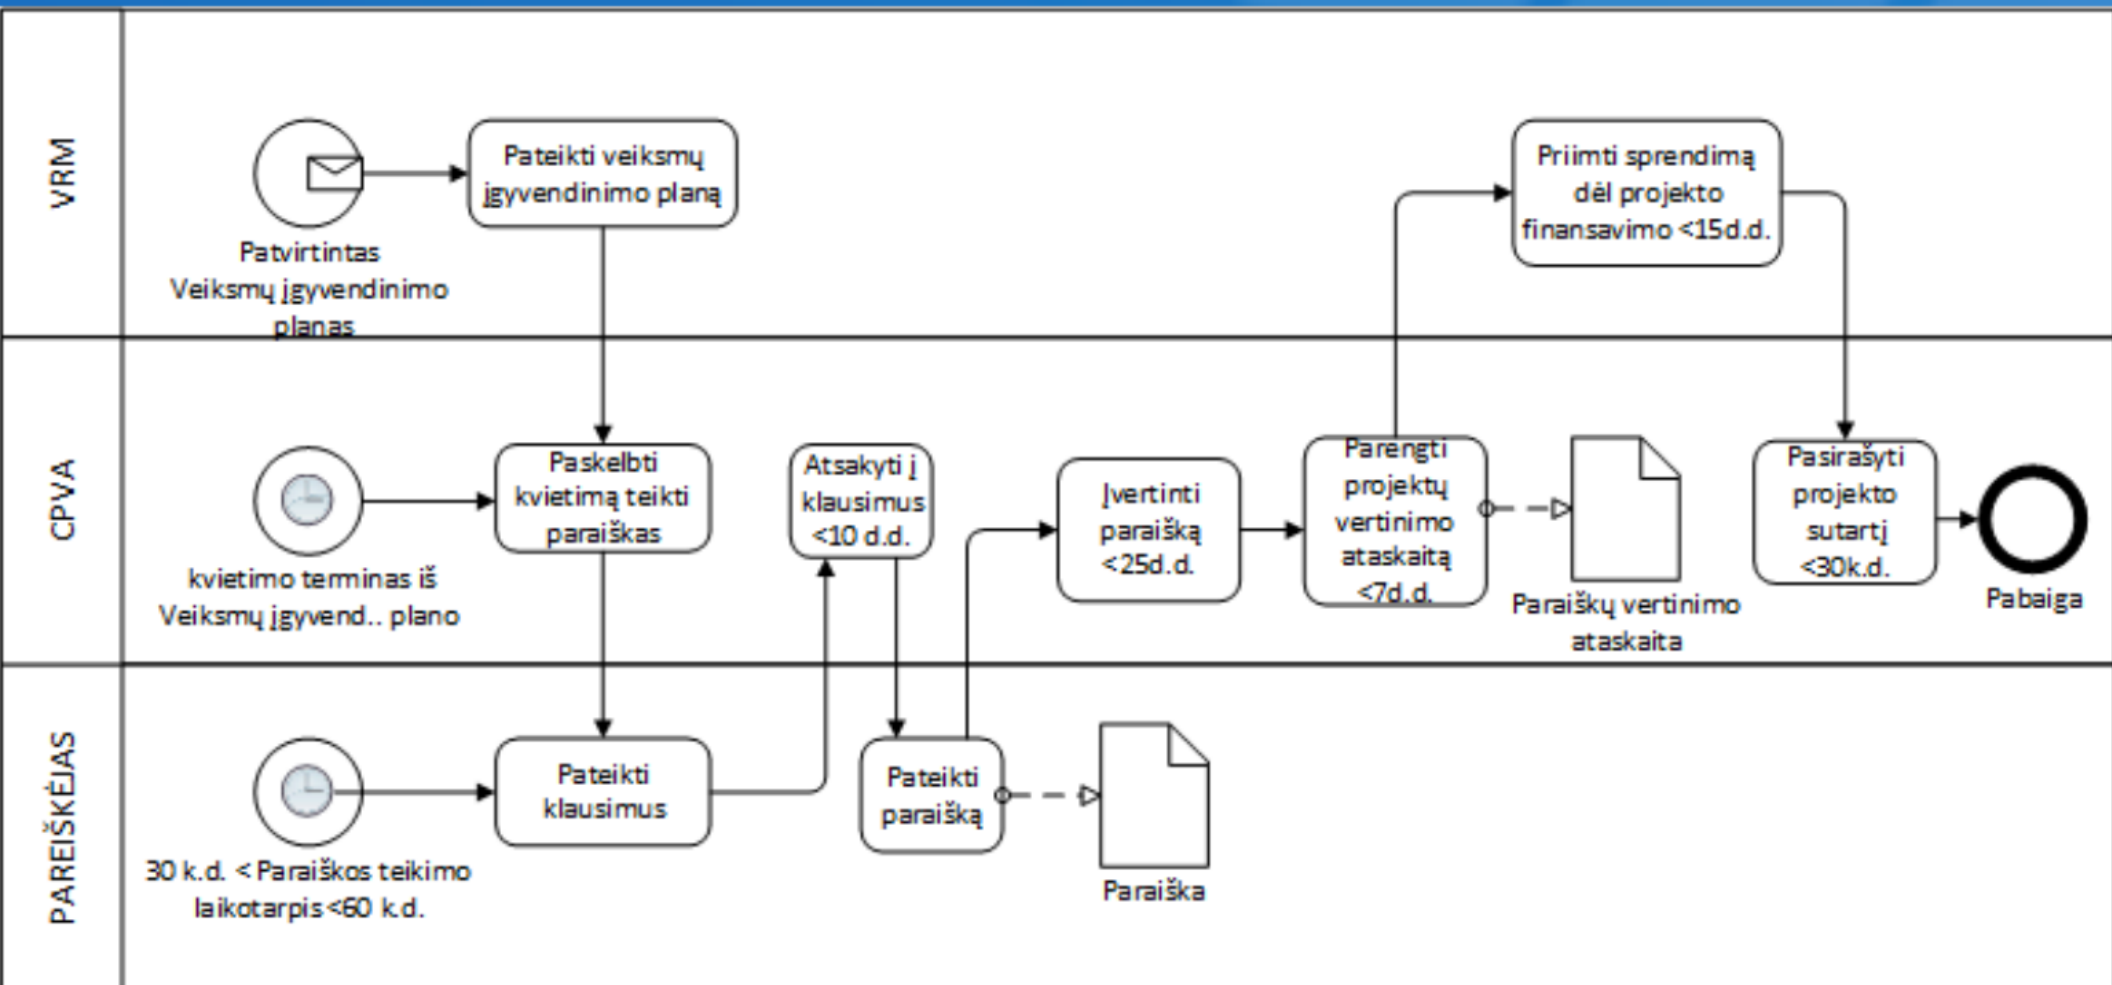 VRM
Patvirtintas
Veiksmų įgyvendinimo
planas
Pateikti veiksmų
įgyvendinimo planą
Priimti sprendimą
dėl projekto
finansavimo <15d.d.
CPVA
kvietimo terminas iš
Veiksmų įgyvend.. plano
Paskelbti
kvietimą teikti
paraiškas
Atsakyti į
klausimus
<10 d.d.
Įvertinti
paraišką
<25d.d.
Parengti
projektų
vertinimo
ataskaitą
<7d.d.
Paraiškų vertinimo
ataskaita
Pasirašyti
projekto
sutartį
<30k.d.
Pabaiga
PAREIŠKĖJAS
30 k.d. < Paraiškos teikimo
laikotarpis<60 k.d.
Pateikti
klausimus
Pateikti
paraišką
Paraiška